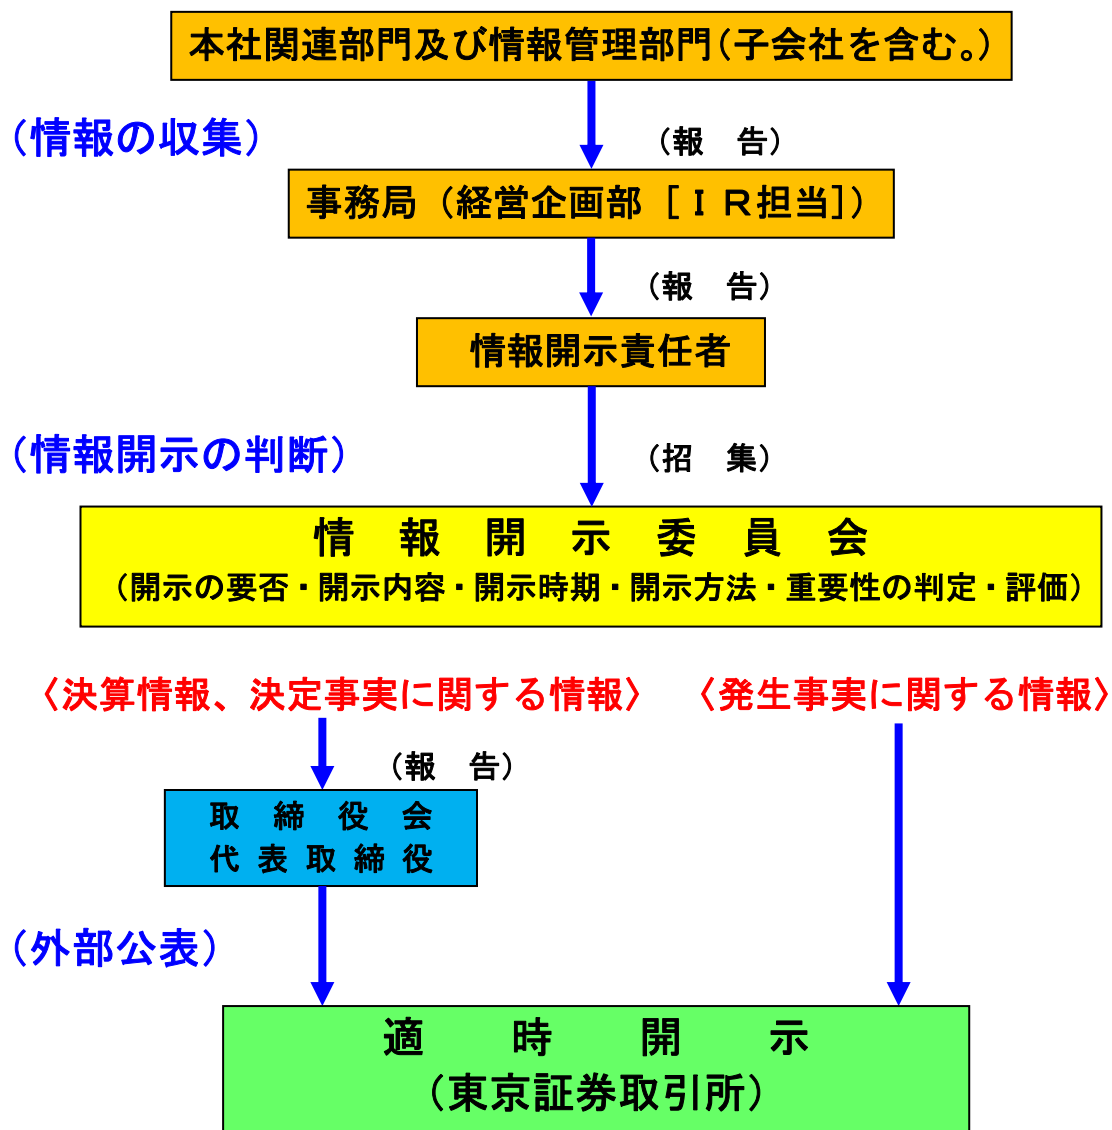 本社関連部門及び情報管理部門（子会社を含む。）
（情報の収集）
（報　告）
事務局（経営企画部［ＩＲ担当］）
（報　告）
情報開示責任者
（情報開示の判断）
（招　集）
情　報　開　示　委　員　会
（開示の要否・開示内容・開示時期・開示方法・重要性の判定・評価）
〈決算情報、決定事実に関する情報〉
〈発生事実に関する情報〉
（報　告）
取　締　役　会
代 表 取 締 役
（外部公表）
適　時　開　示
（東京証券取引所）